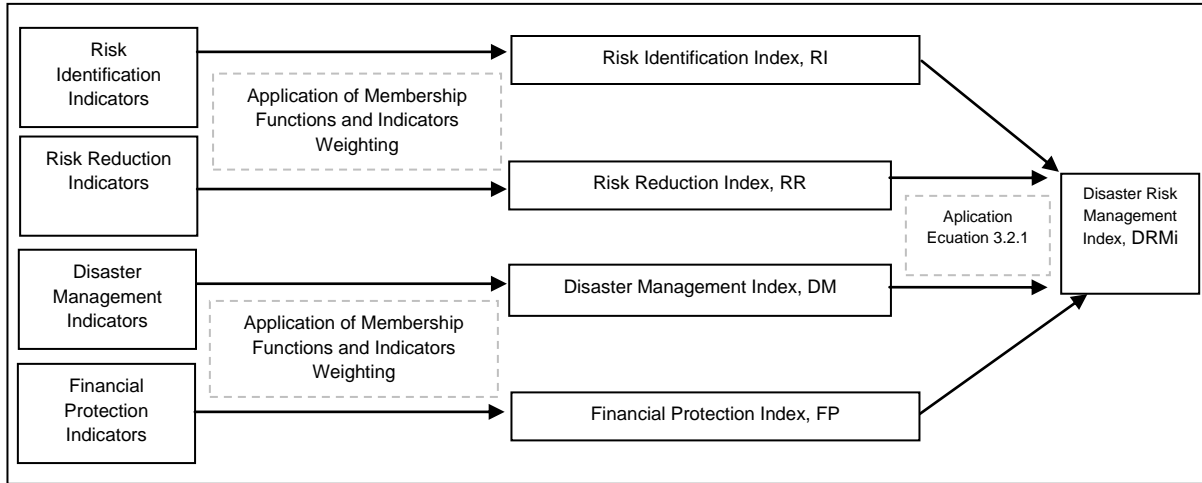 Risk
Identification
Indicators
Risk Identification Index, RI
Application of Membership
Functions and Indicators
Weighting
Risk Reduction
Indicators
Risk Reduction Index, RR
Aplication
Ecuation 3.2.1
Disaster Risk
Management
Index, DRMi
Disaster
Management
Indicators
Disaster Management Index, DM
Application of Membership
Functions and Indicators
Weighting
Financial
Protection
Indicators
Financial Protection Index, FP